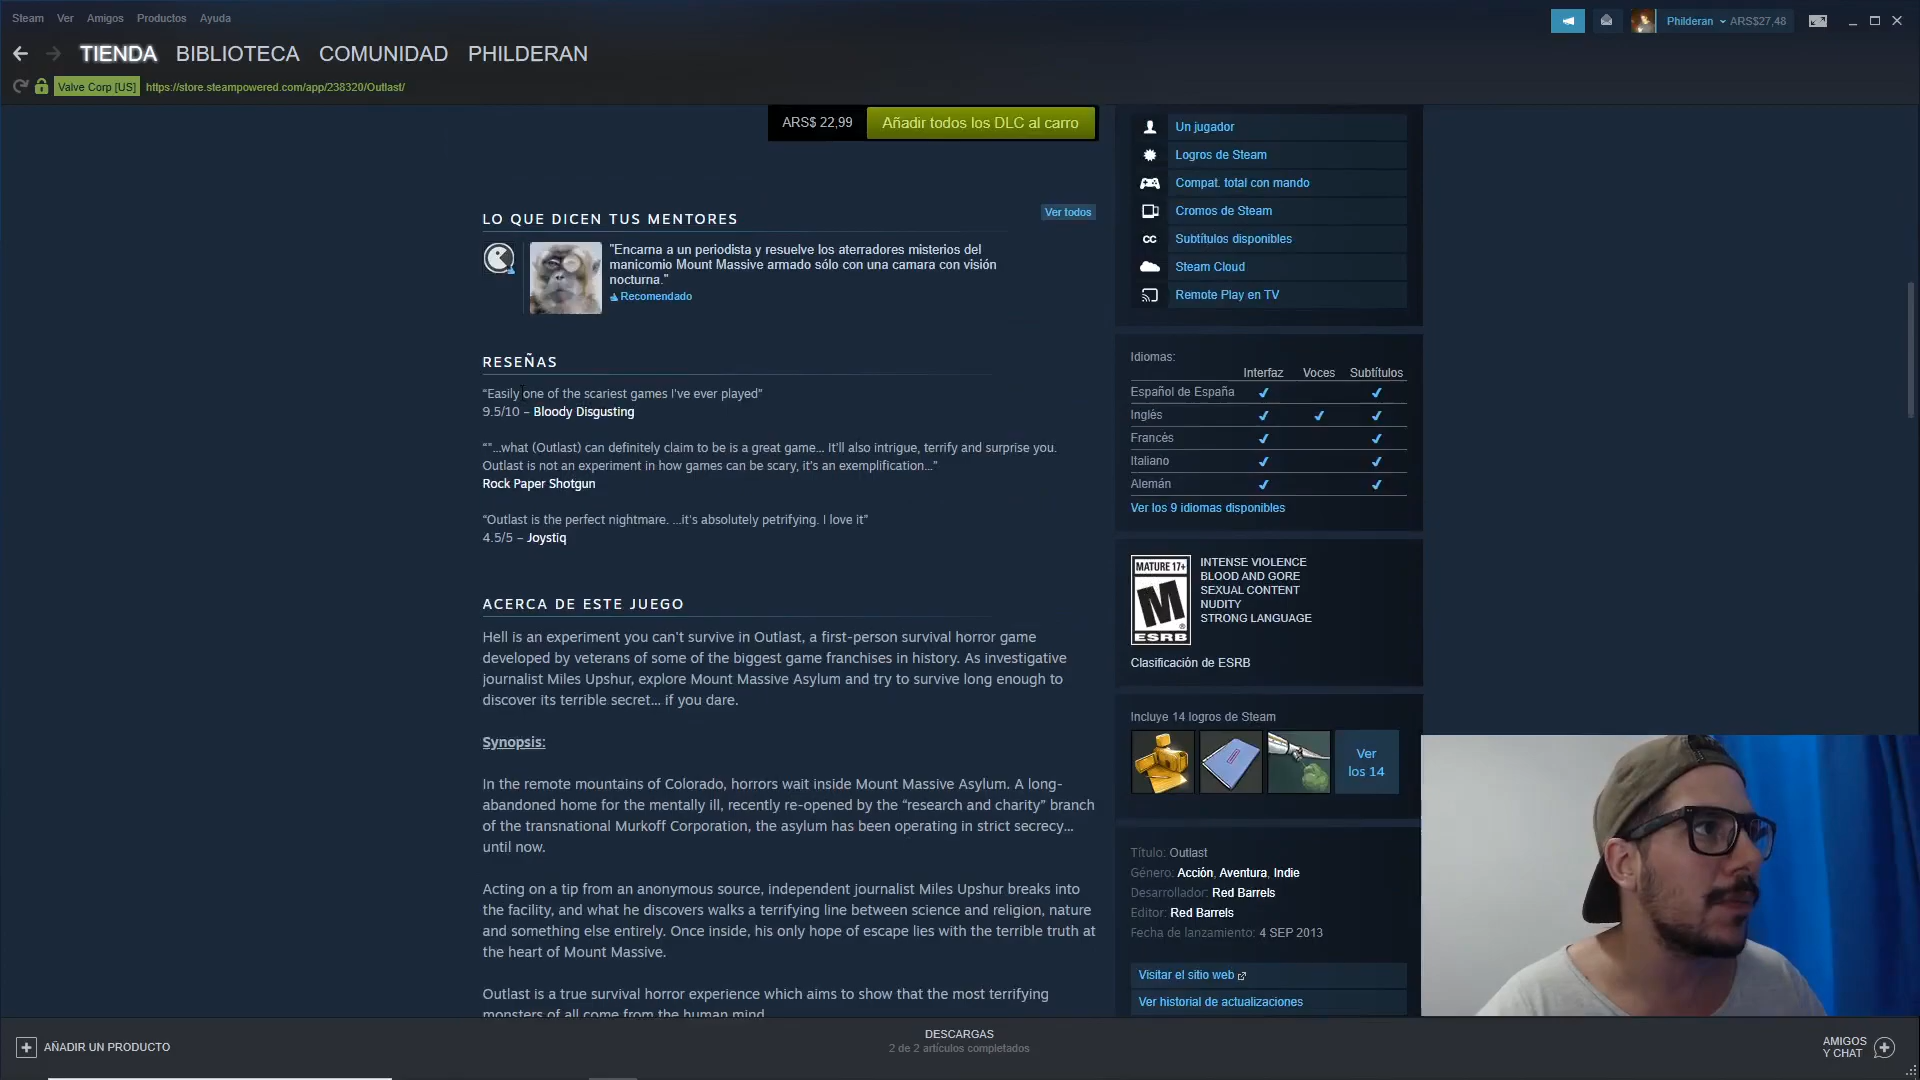 Steam Ver Amigos Productos Ayuda
Philderan ARS$27,48
TIENDA BIBLIOTECA COMUNIDAD PHILDERAN
Valve Corp [US] https://store.steampowered.com/app/238320/Outlast/
ARS$ 22,99 Añadir todos los DLC al carro
LO QUE DICEN TUS MENTORES
Ver todos
"Encarna a un periodista y resuelve los aterradores misterios del
manicomio Mount Massive armado sólo con una camara con visión
nocturna."
Recomendado
RESEÑAS
“Easily one of the scariest games I've ever played”
9.5/10 – Bloody Disgusting
“"...what (Outlast) can definitely claim to be is a great game... It'll also intrigue, terrify and surprise you.
Outlast is not an experiment in how games can be scary, it's an exemplification...”
Rock Paper Shotgun
“Outlast is the perfect nightmare. ...it's absolutely petrifying. I love it”
4.5/5 – Joystiq
ACERCA DE ESTE JUEGO
Hell is an experiment you can't survive in Outlast, a first-person survival horror game
developed by veterans of some of the biggest game franchises in history. As investigative
journalist Miles Upshur, explore Mount Massive Asylum and try to survive long enough to
discover its terrible secret... if you dare.
Synopsis:
In the remote mountains of Colorado, horrors wait inside Mount Massive Asylum. A long-
abandoned home for the mentally ill, recently re-opened by the “research and charity” branch
of the transnational Murkoff Corporation, the asylum has been operating in strict secrecy...
until now.
Acting on a tip from an anonymous source, independent journalist Miles Upshur breaks into
the facility, and what he discovers walks a terrifying line between science and religion, nature
and something else entirely. Once inside, his only hope of escape lies with the terrible truth at
the heart of Mount Massive.
Outlast is a true survival horror experience which aims to show that the most terrifying
monsters of all come from the human mind.
Un jugador
Logros de Steam
Compat. total con mando
Cromos de Steam
CC Subtítulos disponibles
Steam Cloud
Remote Play en TV
Idiomas:
Interfaz Voces Subtítulos
Español de España ✔ ✔
Inglés ✔ ✔ ✔
Francés ✔ ✔
Italiano ✔ ✔
Alemán ✔ ✔
Ver los 9 idiomas disponibles
MATURE 17+
M
ESRB
INTENSE VIOLENCE
BLOOD AND GORE
SEXUAL CONTENT
NUDITY
STRONG LANGUAGE
Clasificación de ESRB
Incluye 14 logros de Steam
Ver
los 14
Título: Outlast
Género: Acción, Aventura, Indie
Desarrollador: Red Barrels
Editor: Red Barrels
Fecha de lanzamiento: 4 SEP 2013
Visitar el sitio web
Ver historial de actualizaciones
AÑADIR UN PRODUCTO
DESCARGAS
2 de 2 artículos completados
AMIGOS
Y CHAT